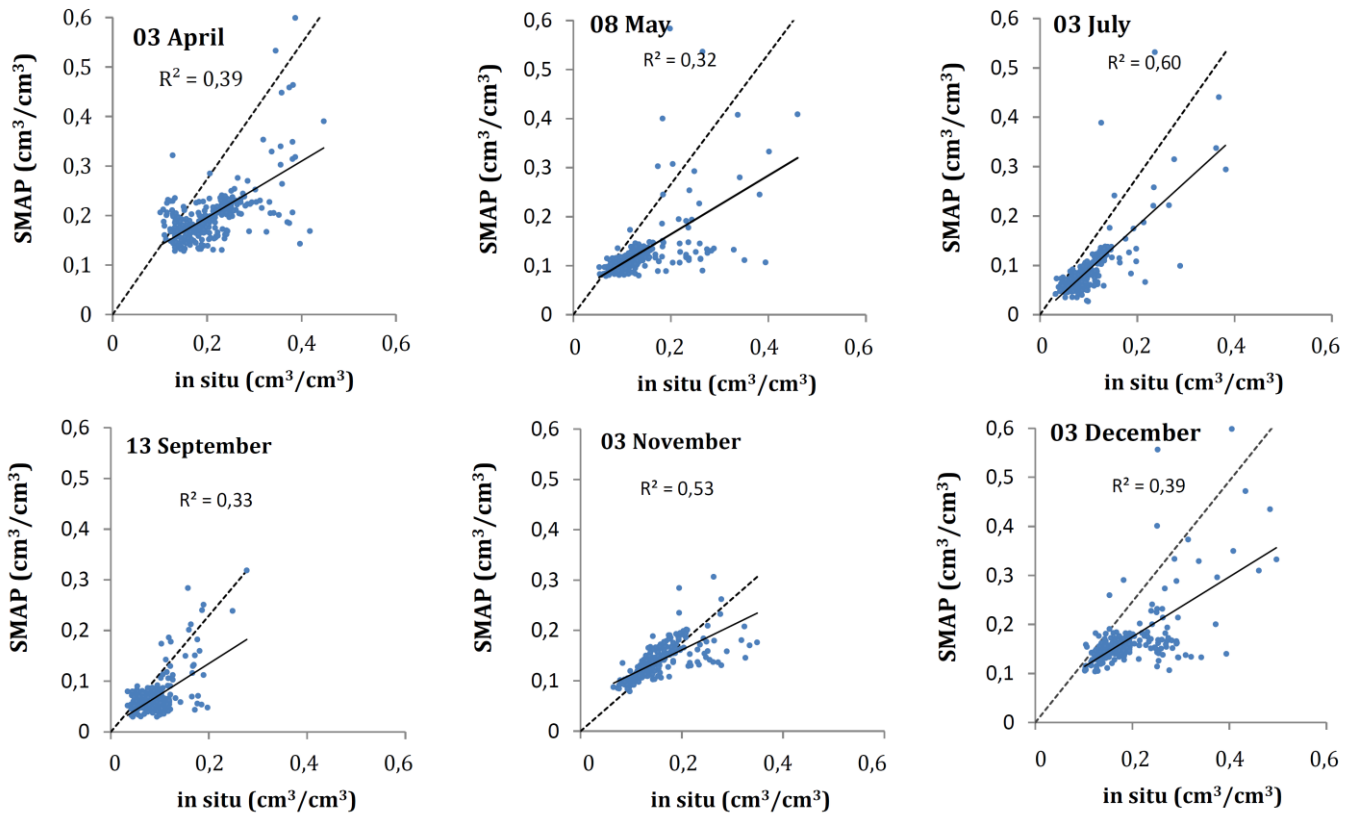 03 April
R² = 0,39
SMAP (cm³/cm³)
0,6
0,5
0,4
0,3
0,2
0,1
0
0 0,2 0,4 0,6
in situ (cm³/cm³)
08 May
R² = 0,32
SMAP (cm³/cm³)
0,6
0,5
0,4
0,3
0,2
0,1
0
0 0,2 0,4 0,6
in situ (cm³/cm³)
03 July
R² = 0,60
SMAP (cm³/cm³)
0,6
0,5
0,4
0,3
0,2
0,1
0
0 0,2 0,4 0,6
in situ (cm³/cm³)
13 September
R² = 0,33
SMAP (cm³/cm³)
0,6
0,5
0,4
0,3
0,2
0,1
0
0 0,2 0,4 0,6
in situ (cm³/cm³)
03 November
R² = 0,53
SMAP (cm³/cm³)
0,6
0,5
0,4
0,3
0,2
0,1
0
0 0,2 0,4 0,6
in situ (cm³/cm³)
03 December
R² = 0,39
SMAP (cm³/cm³)
0,6
0,5
0,4
0,3
0,2
0,1
0
0 0,2 0,4 0,6
in situ (cm³/cm³)